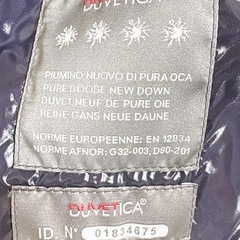 DUVETICA
PIUMINO NUOVO DI PURA OCA
PURE GOOSE NEW DOWN
DUVET NEUF DE PURE OIE
REINE GANS NEUE DAUNE
NORME EUROPEENNE: EN 12934
NORME AFNOR: G32-003, D90-201
DUVET
DUVETICA®
I.D. N° 01834675